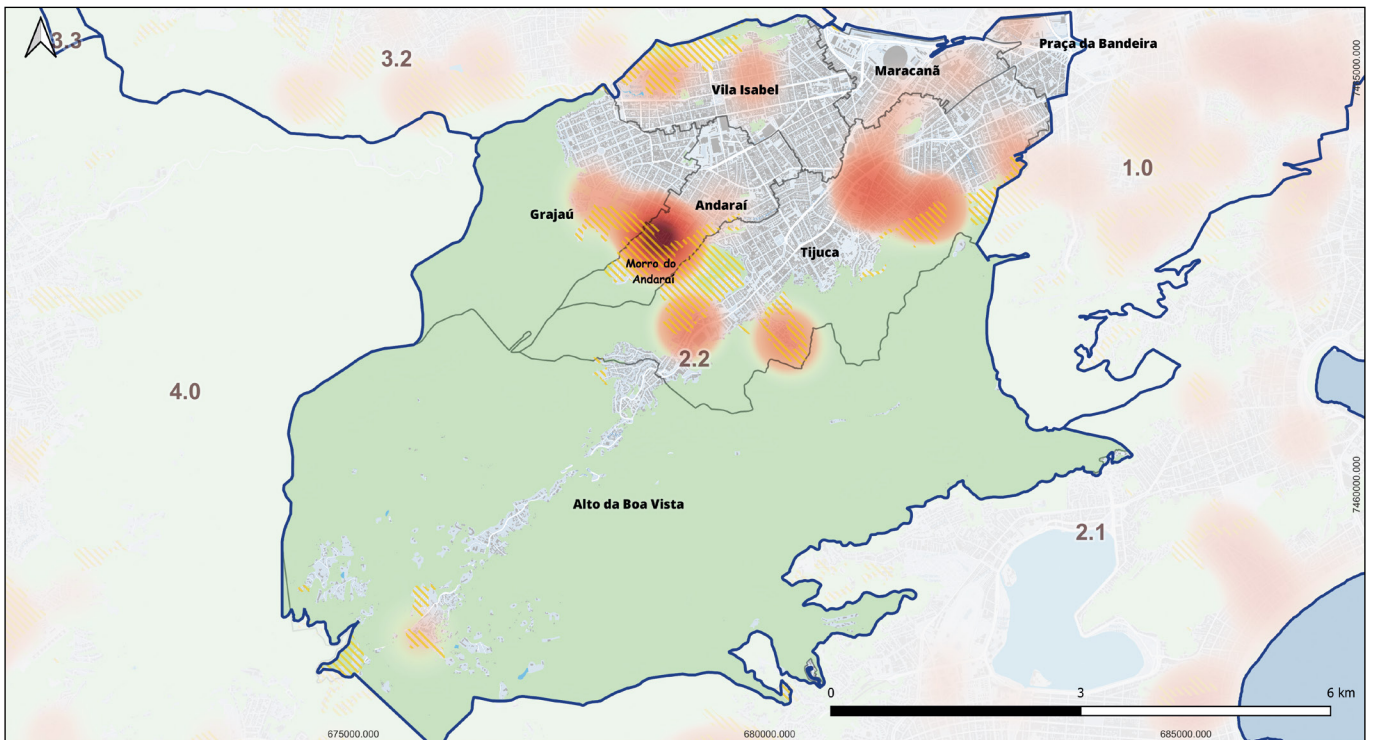 3.3
3.2
Praça da Bandeira
Maracanã
Vila Isabel
7465000.000
1.0
Grajaú
Andaraí
Tijuca
Morro do
Andaraí
2.2
4.0
Alto da Boa Vista
7460000.000
2.1
0 3 6 km
675000.000 680000.000 685000.000